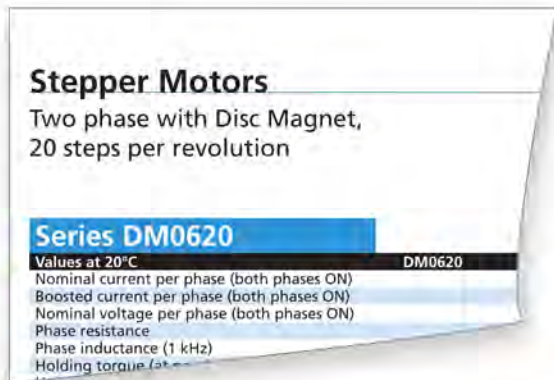 Stepper Motors
Two phase with Disc Magnet,
20 steps per revolution
Series DM0620
Values at 20°C DM0620
Nominal current per phase (both phases ON)
Boosted current per phase (both phases ON)
Nominal voltage per phase (both phases ON)
Phase resistance
Phase inductance (1 kHz)
Holding torque (at